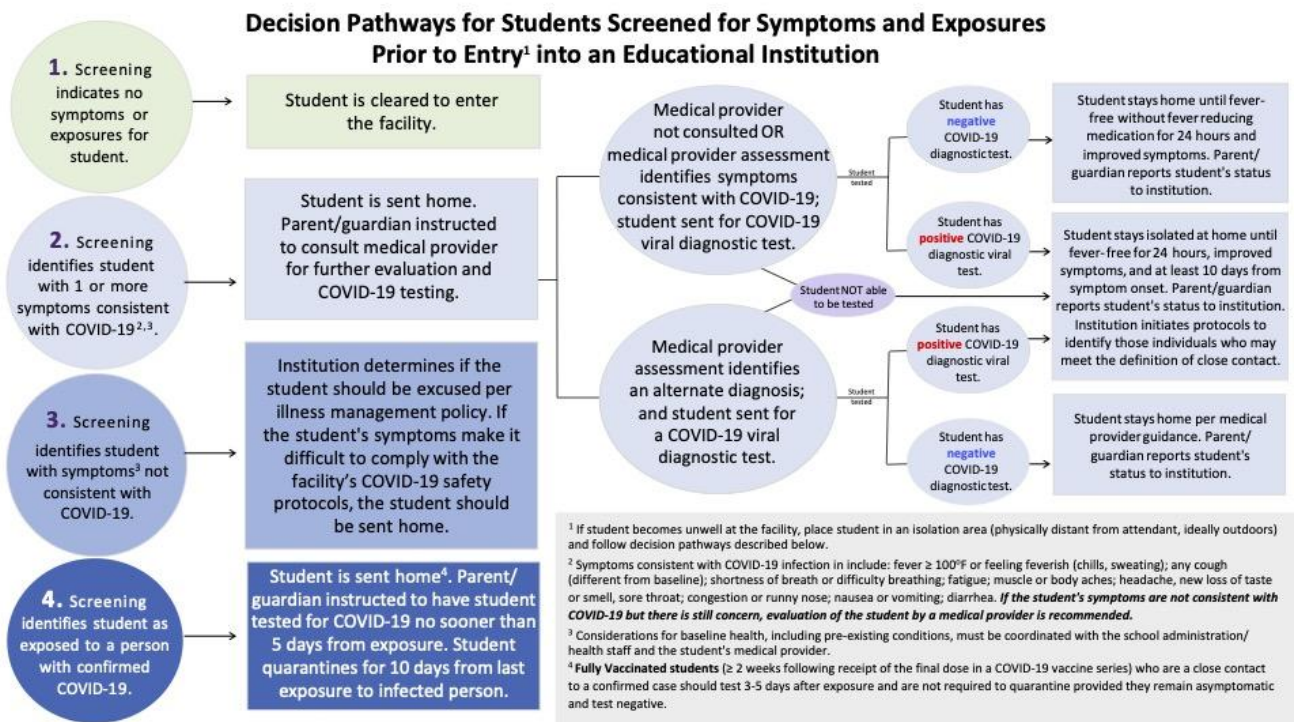 Decision Pathways for Students Screened for Symptoms and Exposures
Prior to Entry¹ into an Educational Institution
1. Screening
indicates no
symptoms or
exposures for
student.
Student is cleared to enter
the facility.
2. Screening
identifies student
with 1 or more
symptoms consistent
with COVID-19²,³.
Student is sent home.
Parent/guardian instructed
to consult medical provider
for further evaluation and
COVID-19 testing.
Medical provider
not consulted OR
medical provider assessment
identifies symptoms
consistent with COVID-19;
student sent for COVID-19
viral diagnostic test.
Student
tested
Student has
negative
COVID-19
diagnostic test.
Student stays home until fever-
free without fever reducing
medication for 24 hours and
improved symptoms. Parent/
guardian reports student's status
to institution.
Student has
positive COVID-19
diagnostic viral
test.
Student NOT able
to be tested
Student stays isolated at home until
fever-free for 24 hours, improved
symptoms, and at least 10 days from
symptom onset. Parent/guardian
reports student's status to institution.
Institution initiates protocols to
identify those individuals who may
meet the definition of close contact.
Medical provider
assessment identifies
an alternate diagnosis;
and student sent for
a COVID-19 viral
diagnostic test.
Student
tested
Student has
positive COVID-19
diagnostic viral
test.
Student has
negative
COVID-19
diagnostic test.
Student stays home per medical
provider guidance. Parent/
guardian reports student's
status to institution.
3. Screening
identifies student
with symptoms³ not
consistent with
COVID-19.
Institution determines if the
student should be excused per
illness management policy. If
the student's symptoms make it
difficult to comply with the
facility's COVID-19 safety
protocols, the student should
be sent home.
4. Screening
identifies student as
exposed to a person
with confirmed
COVID-19.
Student is sent home⁴. Parent/
guardian instructed to have student
tested for COVID-19 no sooner than
5 days from exposure. Student
quarantines for 10 days from last
exposure to infected person.
¹ If student becomes unwell at the facility, place student in an isolation area (physically distant from attendant, ideally outdoors)
and follow decision pathways described below.
² Symptoms consistent with COVID-19 infection in include: fever ≥ 100°F or feeling feverish (chills, sweating); any cough
(different from baseline); shortness of breath or difficulty breathing; fatigue; muscle or body aches; headache, new loss of taste
or smell, sore throat; congestion or runny nose; nausea or vomiting; diarrhea. If the student's symptoms are not consistent with
COVID-19 but there is still concern, evaluation of the student by a medical provider is recommended.
³ Considerations for baseline health, including pre-existing conditions, must be coordinated with the school administration/
health staff and the student's medical provider.
⁴ Fully Vaccinated students (≥ 2 weeks following receipt of the final dose in a COVID-19 vaccine series) who are a close contact
to a confirmed case should test 3-5 days after exposure and are not required to quarantine provided they remain asymptomatic
and test negative.